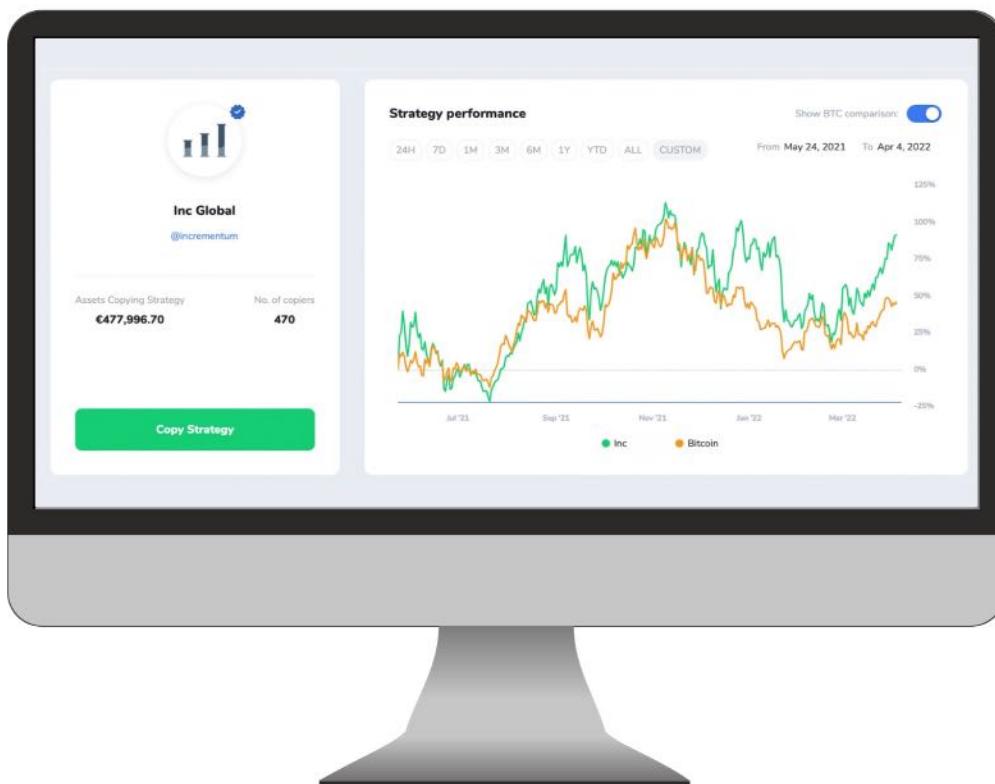 Inc Global
@incrementum
Assets Copying Strategy No. of copiers
€477,996.70 470
Copy Strategy
Strategy performance Show BTC comparison:
24H 7D 1M 3M 6M 1Y YTD ALL CUSTOM From May 24, 2021 To Apr 4, 2022
125%
100%
75%
50%
25%
0%
-25%
Jul '21 Sep '21 Nov '21 Jan '22 Mar '22
Inc Bitcoin